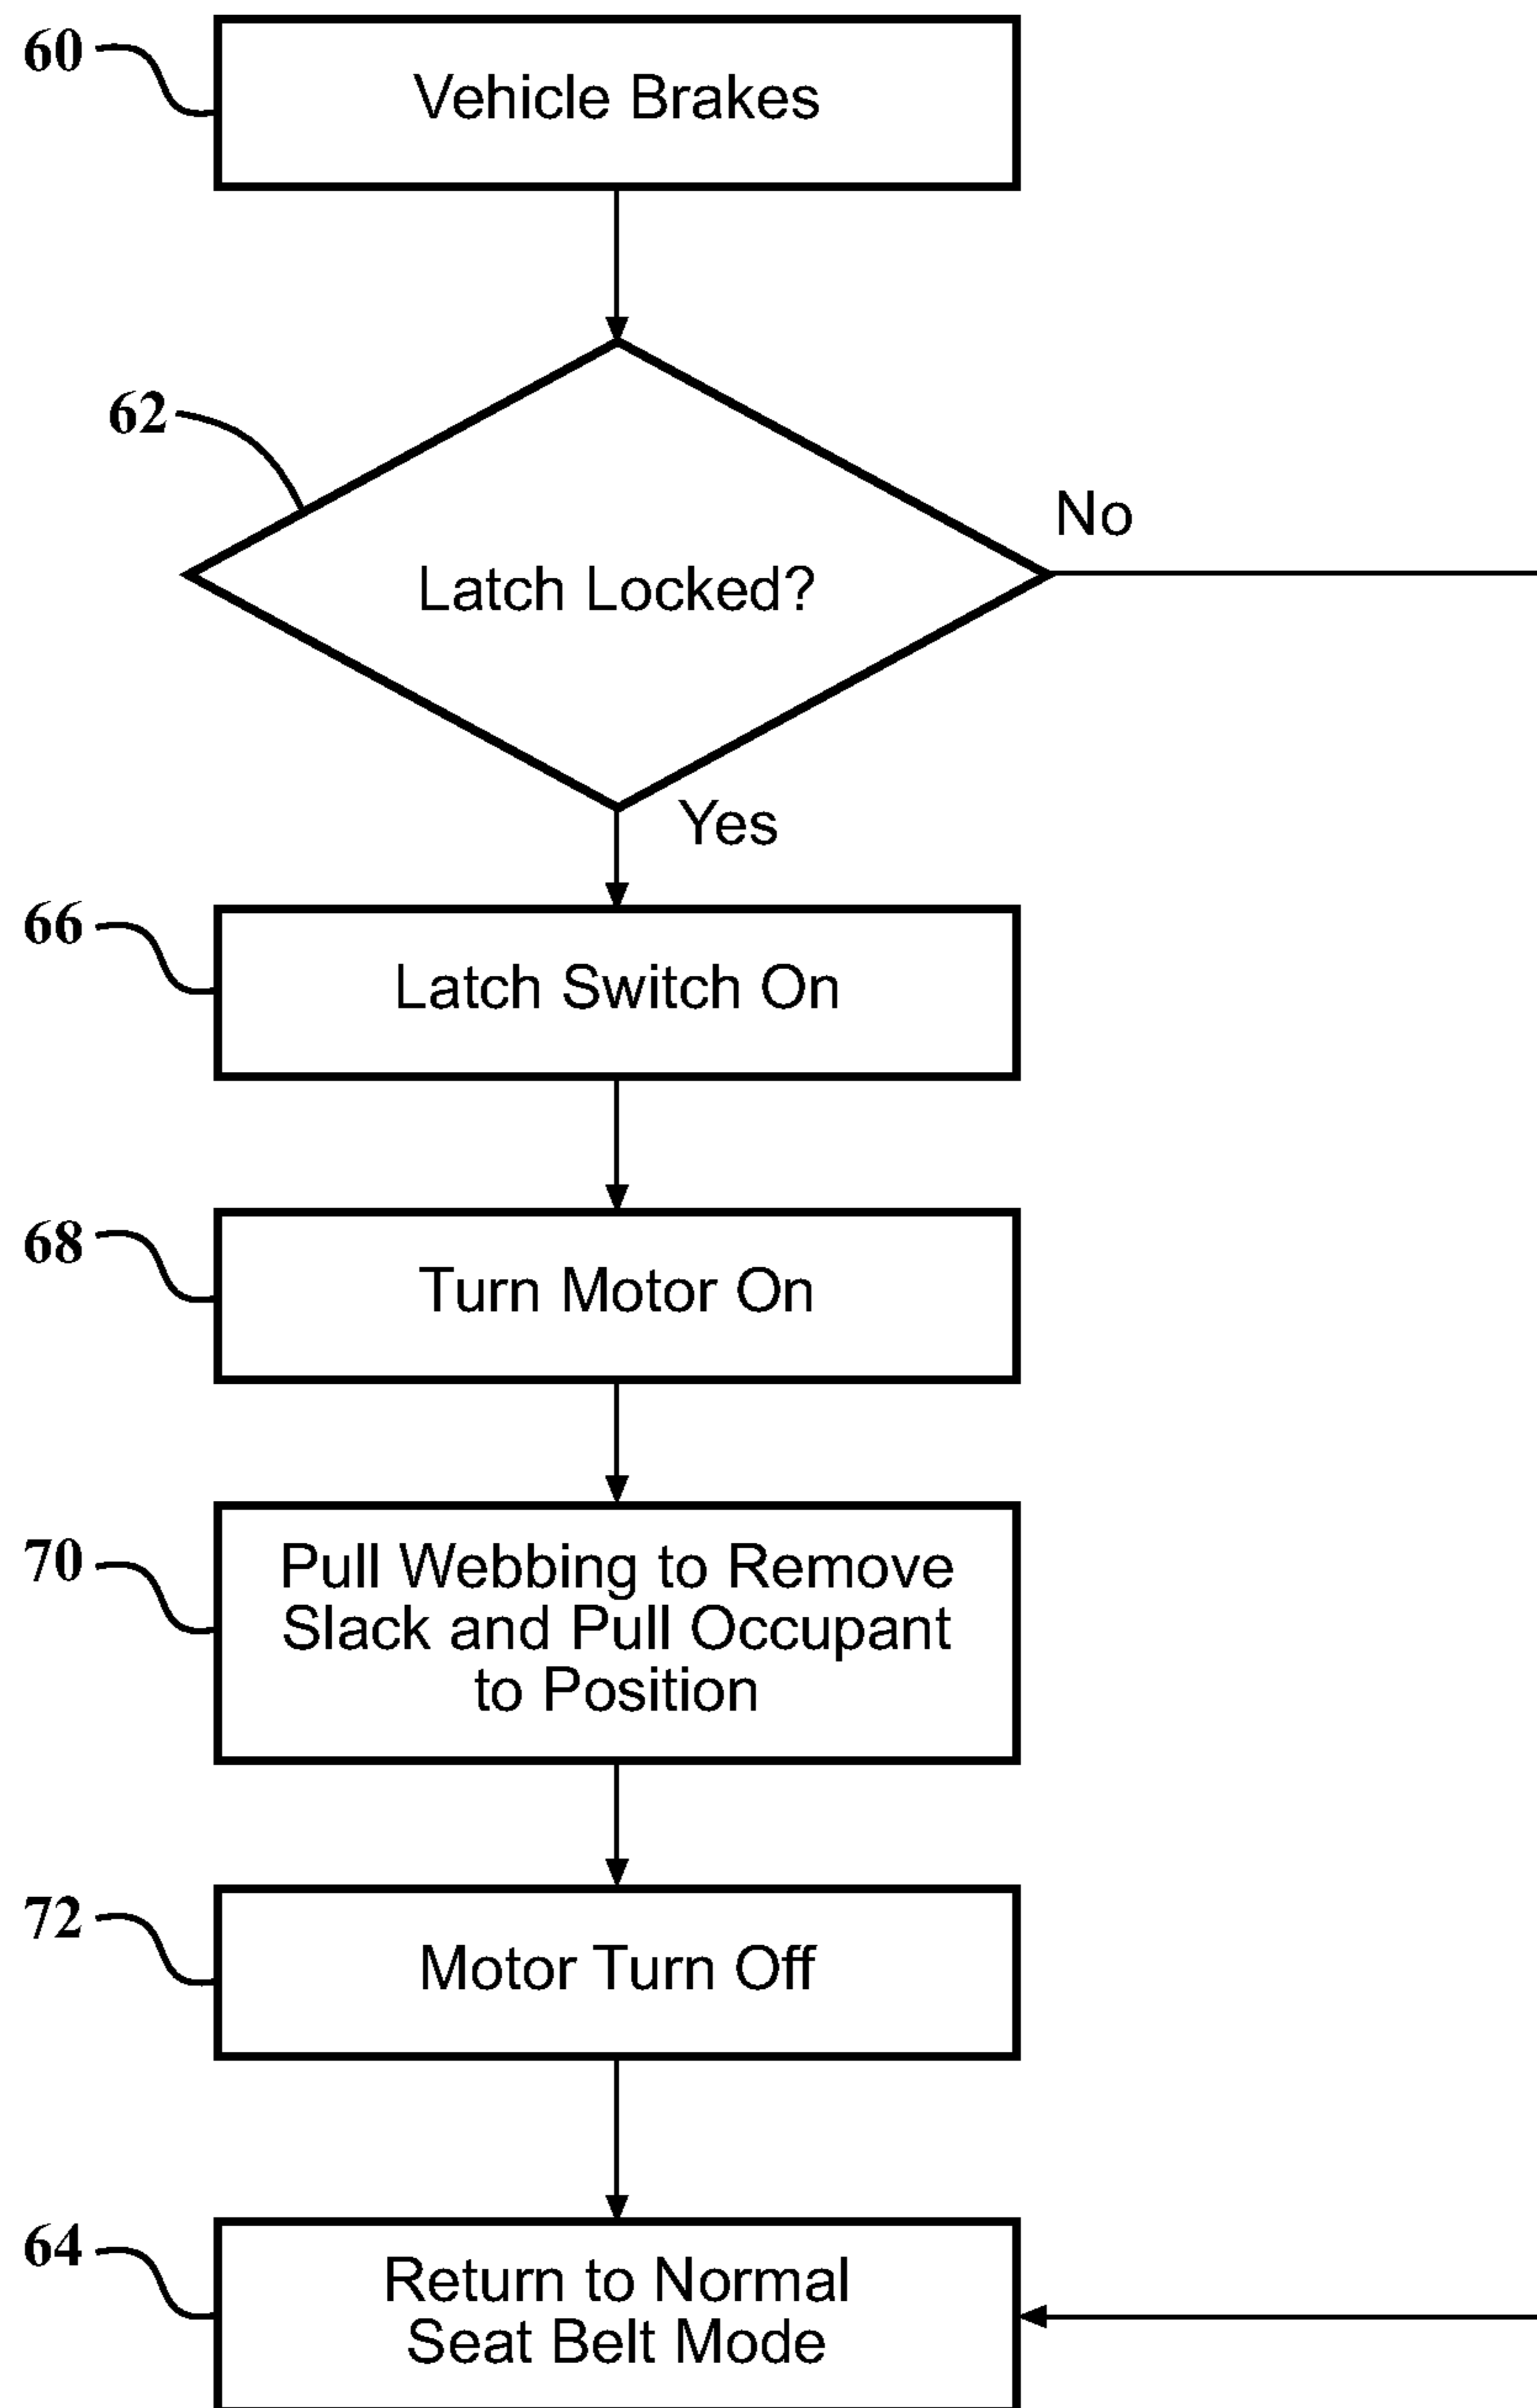 60
Vehicle Brakes
62
No
Latch Locked?
Yes
66
Latch Switch On
68
Turn Motor On
70
Pull Webbing to Remove
Slack and Pull Occupant
to Position
72
Motor Turn Off
64
Return to Normal
Seat Belt Mode